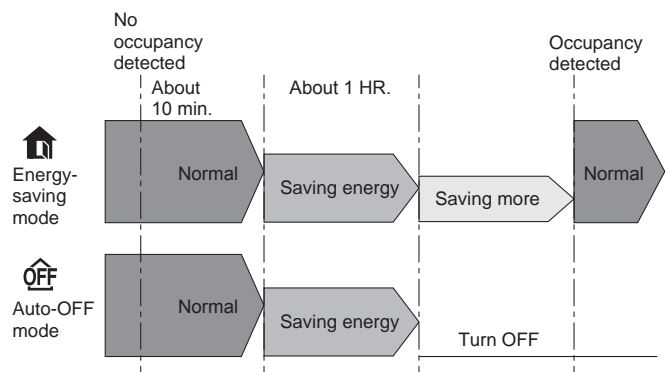 No
occupancy
detected
Occupancy
detected
About
10 min.
About 1 HR.
Energy-
saving
mode
Normal
Saving energy
Saving more
Normal
OFF
Auto-OFF
mode
Normal
Saving energy
Turn OFF